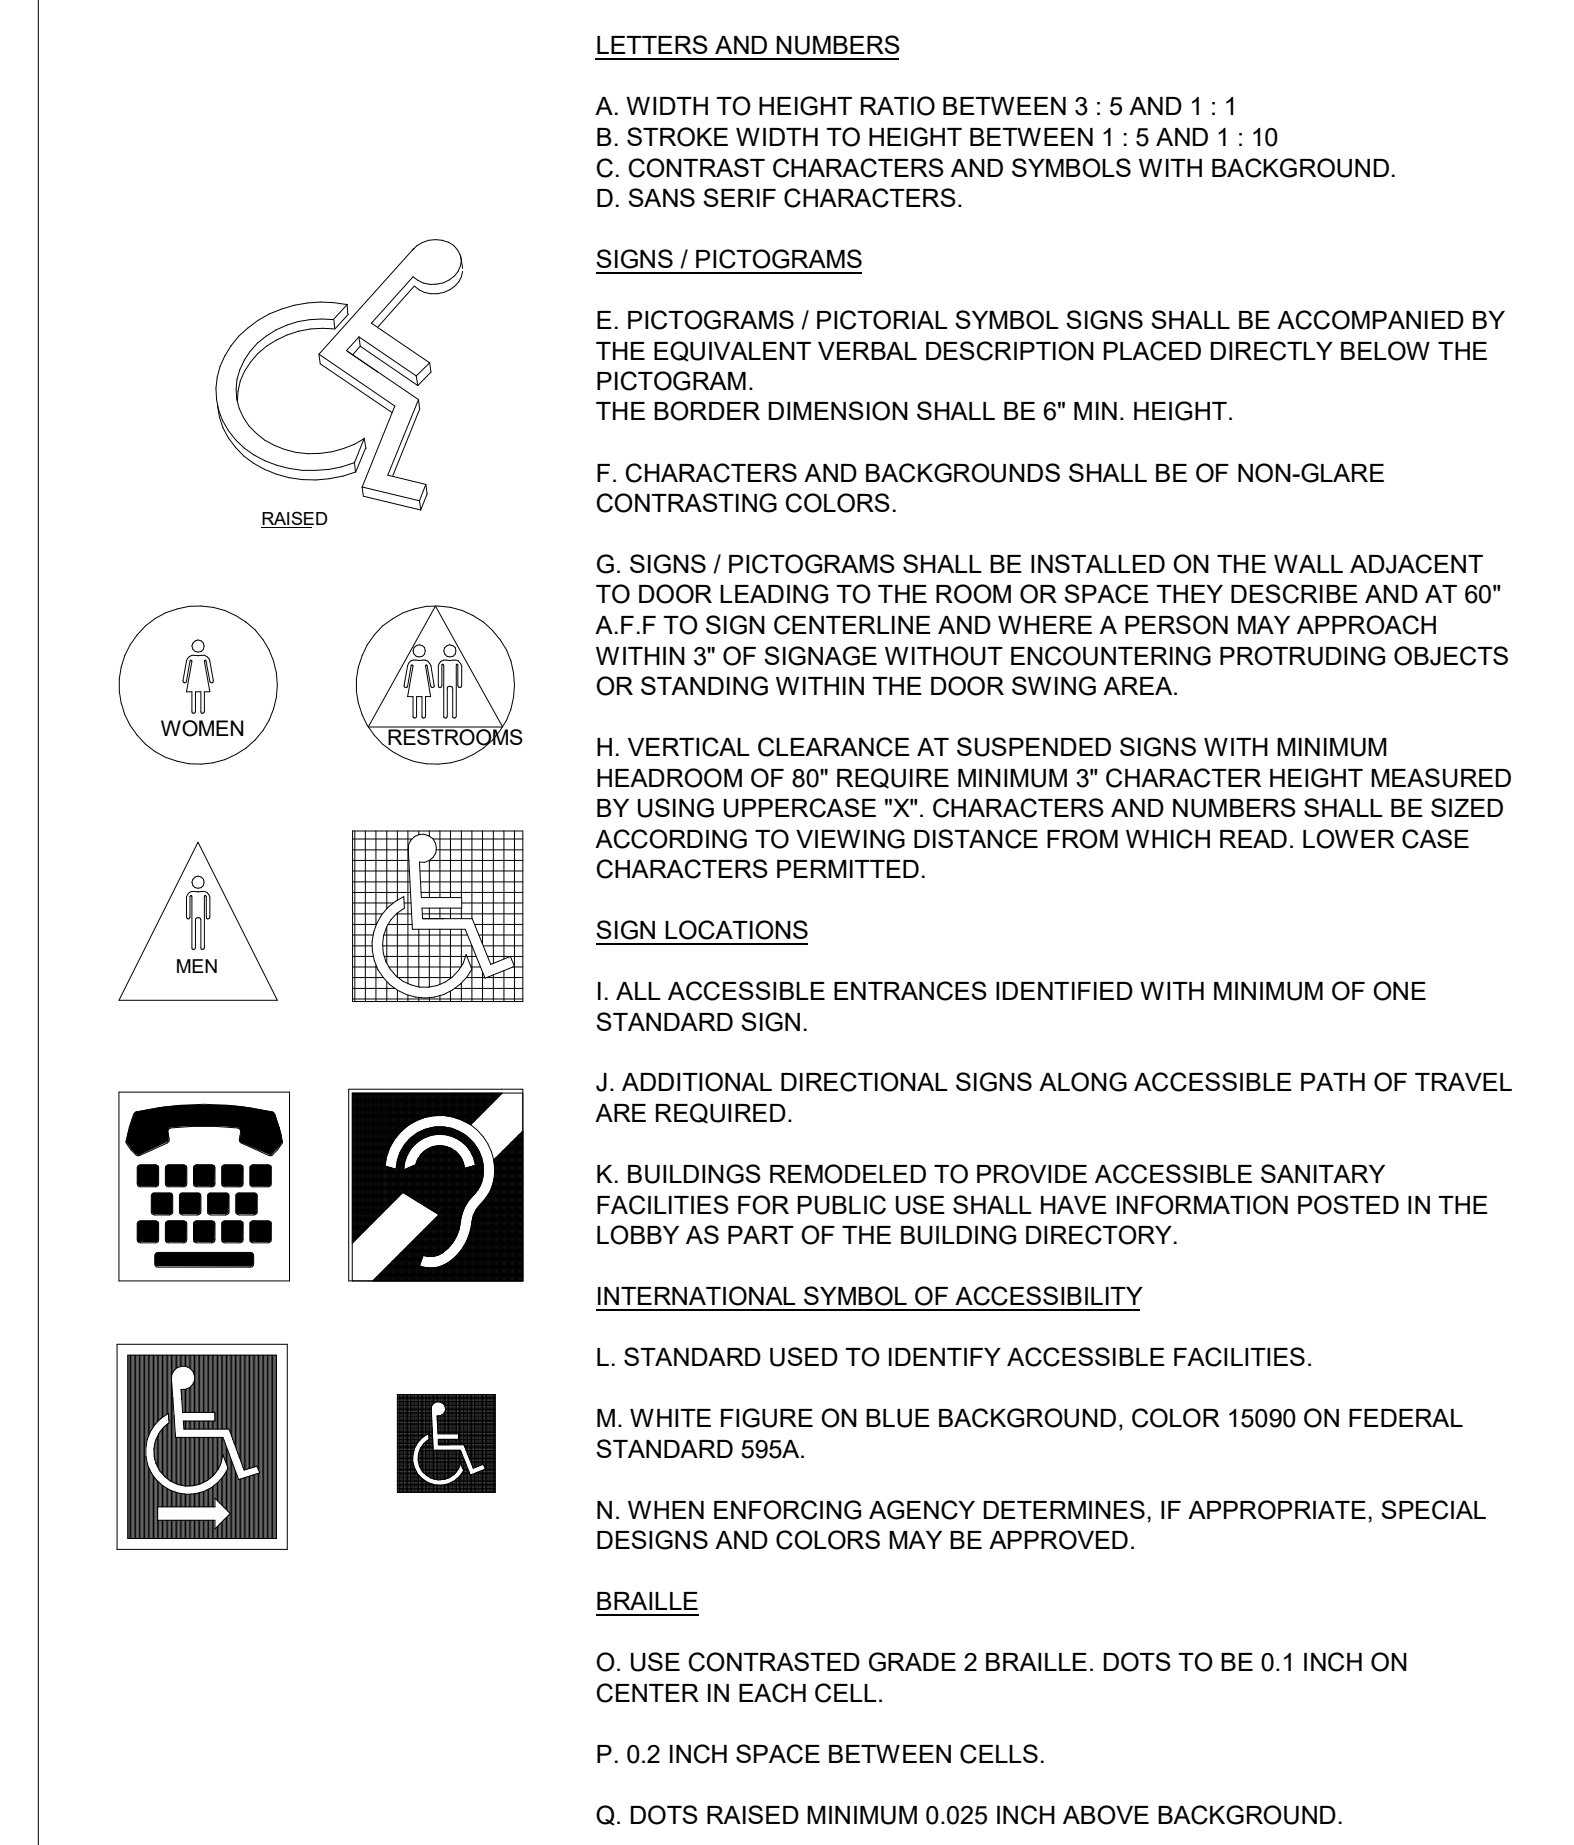 LETTERS AND NUMBERS
A. WIDTH TO HEIGHT RATIO BETWEEN 3 : 5 AND 1 : 1
B. STROKE WIDTH TO HEIGHT BETWEEN 1 : 5 AND 1 : 10
C. CONTRAST CHARACTERS AND SYMBOLS WITH BACKGROUND.
D. SANS SERIF CHARACTERS.
SIGNS / PICTOGRAMS
E. PICTOGRAMS / PICTORIAL SYMBOL SIGNS SHALL BE ACCOMPANIED BY
THE EQUIVALENT VERBAL DESCRIPTION PLACED DIRECTLY BELOW THE
PICTOGRAM.
THE BORDER DIMENSION SHALL BE 6" MIN. HEIGHT.
F. CHARACTERS AND BACKGROUNDS SHALL BE OF NON-GLARE
CONTRASTING COLORS.
G. SIGNS / PICTOGRAMS SHALL BE INSTALLED ON THE WALL ADJACENT
TO DOOR LEADING TO THE ROOM OR SPACE THEY DESCRIBE AND AT 60"
A.F.F TO SIGN CENTERLINE AND WHERE A PERSON MAY APPROACH
WITHIN 3" OF SIGNAGE WITHOUT ENCOUNTERING PROTRUDING OBJECTS
OR STANDING WITHIN THE DOOR SWING AREA.
H. VERTICAL CLEARANCE AT SUSPENDED SIGNS WITH MINIMUM
HEADROOM OF 80" REQUIRE MINIMUM 3" CHARACTER HEIGHT MEASURED
BY USING UPPERCASE "X". CHARACTERS AND NUMBERS SHALL BE SIZED
ACCORDING TO VIEWING DISTANCE FROM WHICH READ. LOWER CASE
CHARACTERS PERMITTED.
SIGN LOCATIONS
I. ALL ACCESSIBLE ENTRANCES IDENTIFIED WITH MINIMUM OF ONE
STANDARD SIGN.
J. ADDITIONAL DIRECTIONAL SIGNS ALONG ACCESSIBLE PATH OF TRAVEL
ARE REQUIRED.
K. BUILDINGS REMODELED TO PROVIDE ACCESSIBLE SANITARY
FACILITIES FOR PUBLIC USE SHALL HAVE INFORMATION POSTED IN THE
LOBBY AS PART OF THE BUILDING DIRECTORY.
INTERNATIONAL SYMBOL OF ACCESSIBILITY
L. STANDARD USED TO IDENTIFY ACCESSIBLE FACILITIES.
M. WHITE FIGURE ON BLUE BACKGROUND, COLOR 15090 ON FEDERAL
STANDARD 595A.
N. WHEN ENFORCING AGENCY DETERMINES, IF APPROPRIATE, SPECIAL
DESIGNS AND COLORS MAY BE APPROVED.
BRAILLE
O. USE CONTRASTED GRADE 2 BRAILLE. DOTS TO BE 0.1 INCH ON
CENTER IN EACH CELL.
P. 0.2 INCH SPACE BETWEEN CELLS.
Q. DOTS RAISED MINIMUM 0.025 INCH ABOVE BACKGROUND.
RAISED
WOMEN
RESTROOMS
MEN